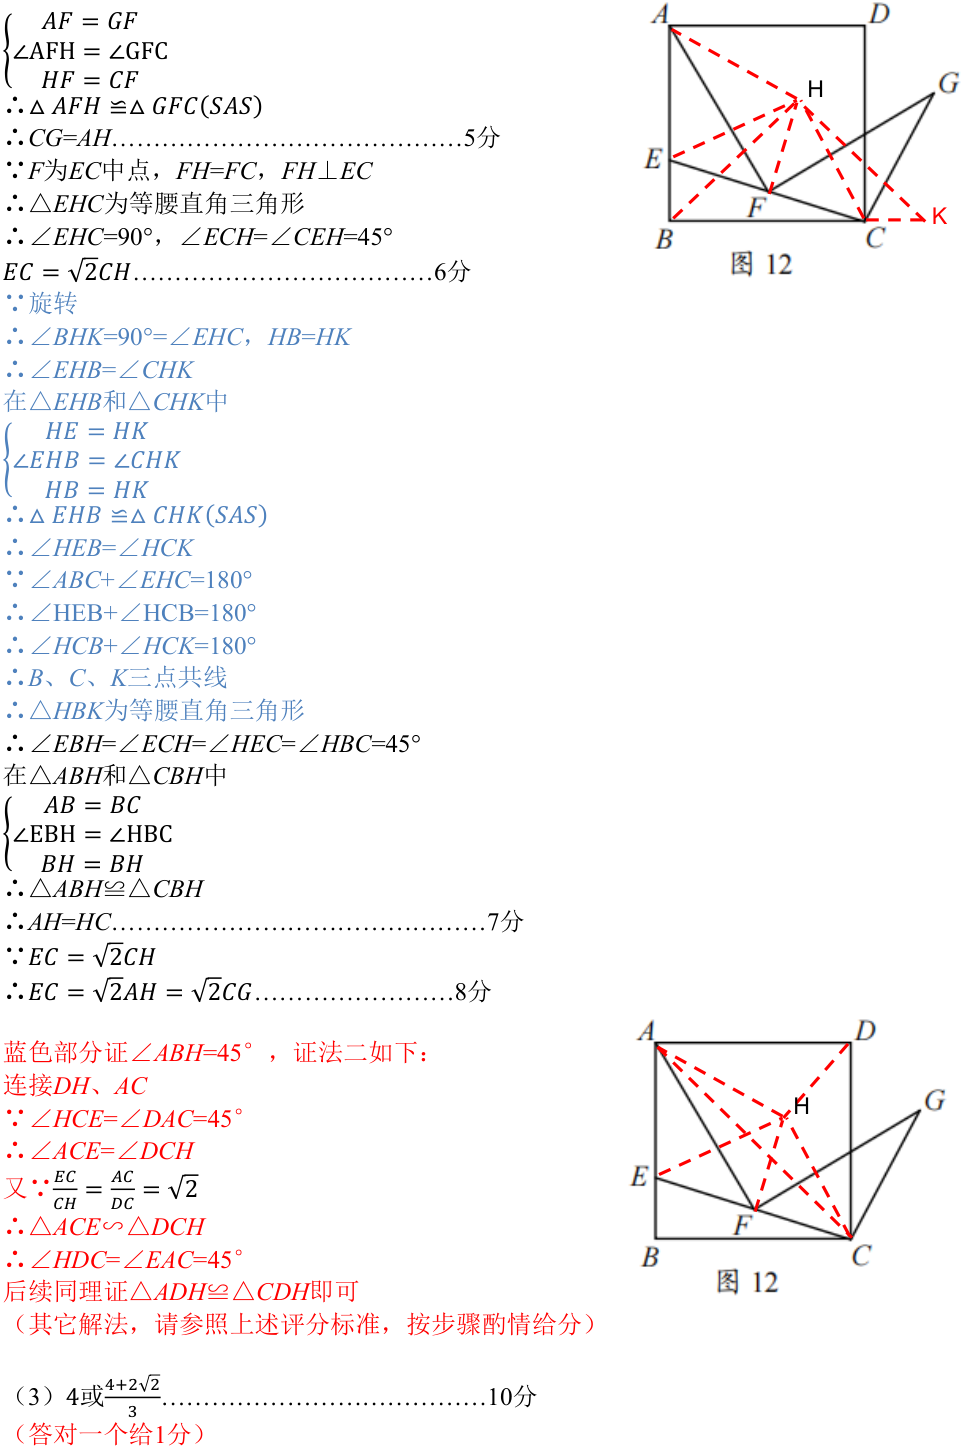 AF = GF
∠AFH = ∠GFC
HF = CF
∴△ AFH ≌△ GFC(SAS)
∴CG=AH……………………………………5分
∵F为EC中点，FH=FC，FH⊥EC
∴△EHC为等腰直角三角形
∴∠EHC=90°，∠ECH=∠CEH=45°
EC = √2CH………………………………6分
∵旋转
∴∠BHK=90°=∠EHC，HB=HK
∴∠EHB=∠CHK
在△EHB和△CHK中
HE = HK
∠EHB = ∠CHK
HB = HK
∴△ EHB ≌△ CHK(SAS)
∴∠HEB=∠HCK
∵∠ABC+∠EHC=180°
∴∠HEB+∠HCB=180°
∴∠HCB+∠HCK=180°
∴B、C、K三点共线
∴△HBK为等腰直角三角形
∴∠EBH=∠ECH=∠HEC=∠HBC=45°
在△ABH和△CBH中
AB = BC
∠EBH = ∠HBC
BH = BH
∴△ABH≌△CBH
∴AH=HC………………………………………7分
∵EC = √2CH
∴EC = √2AH = √2CG……………………8分
A
D
H
G
E
F
K
B
C
图 12
蓝色部分证∠ABH=45°，证法二如下：
连接DH、AC
∵∠HCE=∠DAC=45°
∴∠ACE=∠DCH
又∵EC/CH = AC/DC = √2
∴△ACE∽△DCH
∴∠HDC=∠EAC=45°
后续同理证△ADH≌△CDH即可
（其它解法，请参照上述评分标准，按步骤酌情给分）
A
D
H
G
E
F
B
C
图 12
（3）4或(4+2√2)/3…………………………………10分
（答对一个给1分）